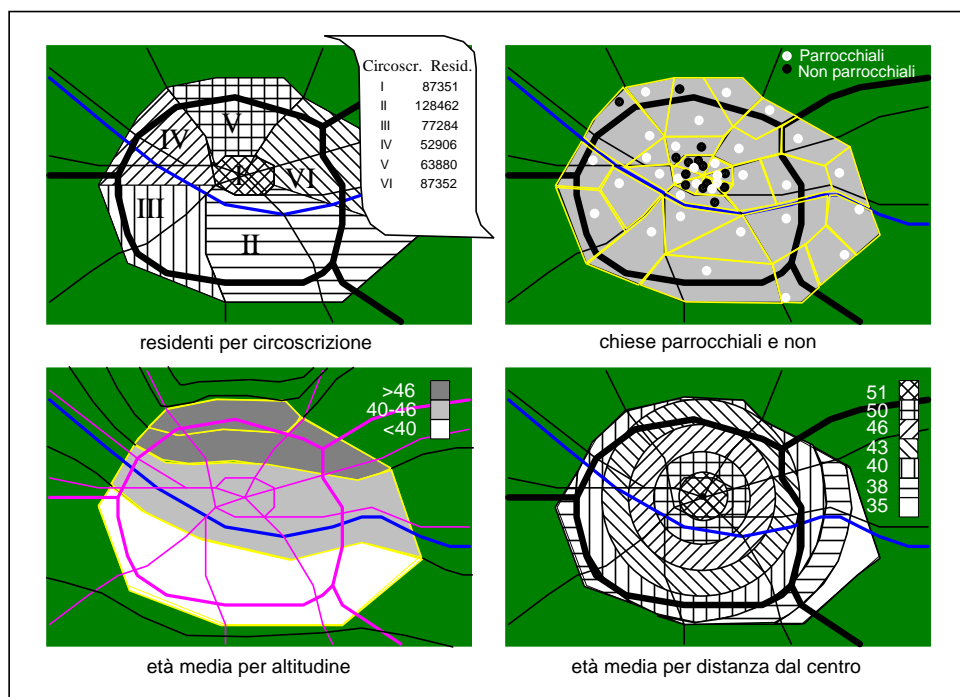 Circoscr. Resid.
I 87351
II 128462
III 77284
IV 52906
V 63880
VI 87352
V
IV
I
VI
III
II
residenti per circoscrizione
Parrocchiali
Non parrocchiali
chiese parrocchiali e non
>46
40-46
<40
età media per altitudine
51
50
46
43
40
38
35
età media per distanza dal centro